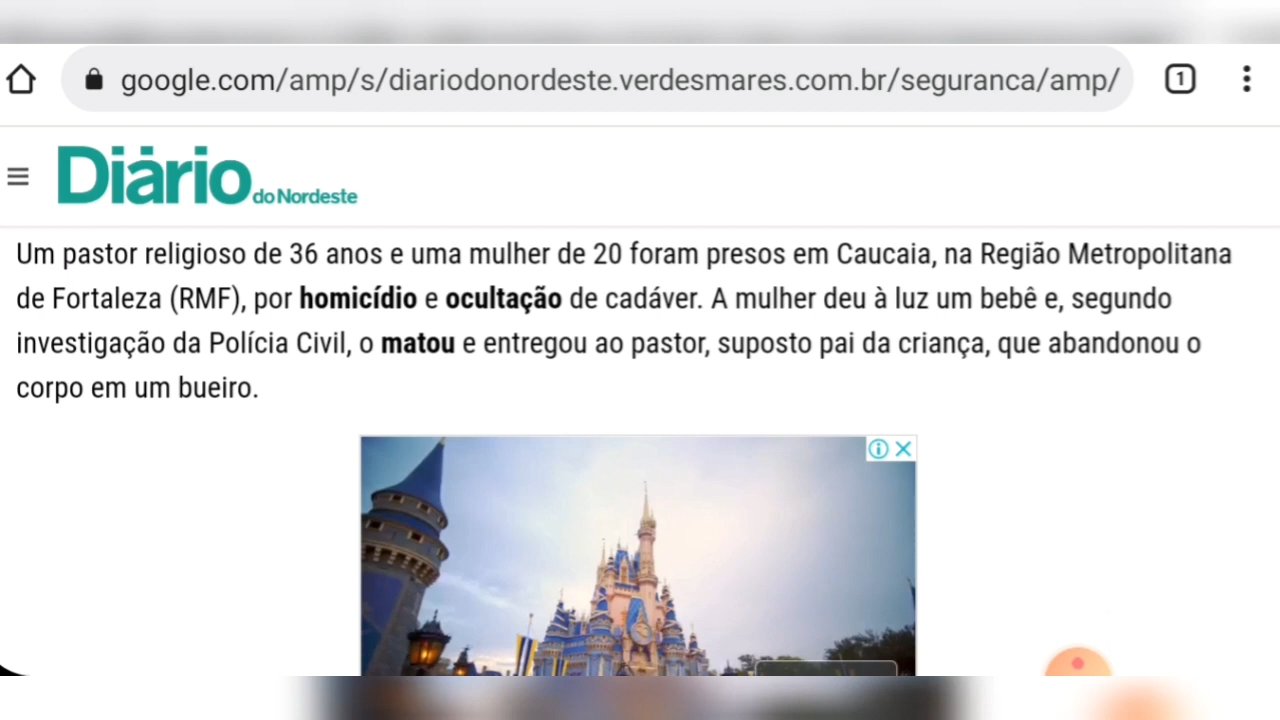 google.com/amp/s/diariodonordeste.verdesmares.com.br/seguranca/amp/
1
Diário do Nordeste
Um pastor religioso de 36 anos e uma mulher de 20 foram presos em Caucaia, na Região Metropolitana
de Fortaleza (RMF), por homicídio e ocultação de cadáver. A mulher deu à luz um bebê e, segundo
investigação da Polícia Civil, o matou e entregou ao pastor, suposto pai da criança, que abandonou o
corpo em um bueiro.